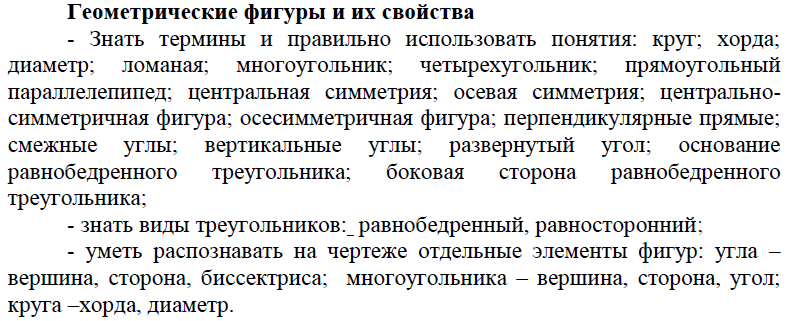 Геометрические фигуры и их свойства
- Знать термины и правильно использовать понятия: круг; хорда;
диаметр; ломаная; многоугольник; четырехугольник; прямоугольный
параллелепипед; центральная симметрия; осевая симметрия; центрально-
симметричная фигура; осесимметричная фигура; перпендикулярные прямые;
смежные углы; вертикальные углы; развернутый угол; основание
равнобедренного треугольника; боковая сторона равнобедренного
треугольника;
- знать виды треугольников:_ равнобедренный, равносторонний;
- уметь распознавать на чертеже отдельные элементы фигур: угла –
вершина, сторона, биссектриса; многоугольника – вершина, сторона, угол;
круга –хорда, диаметр.